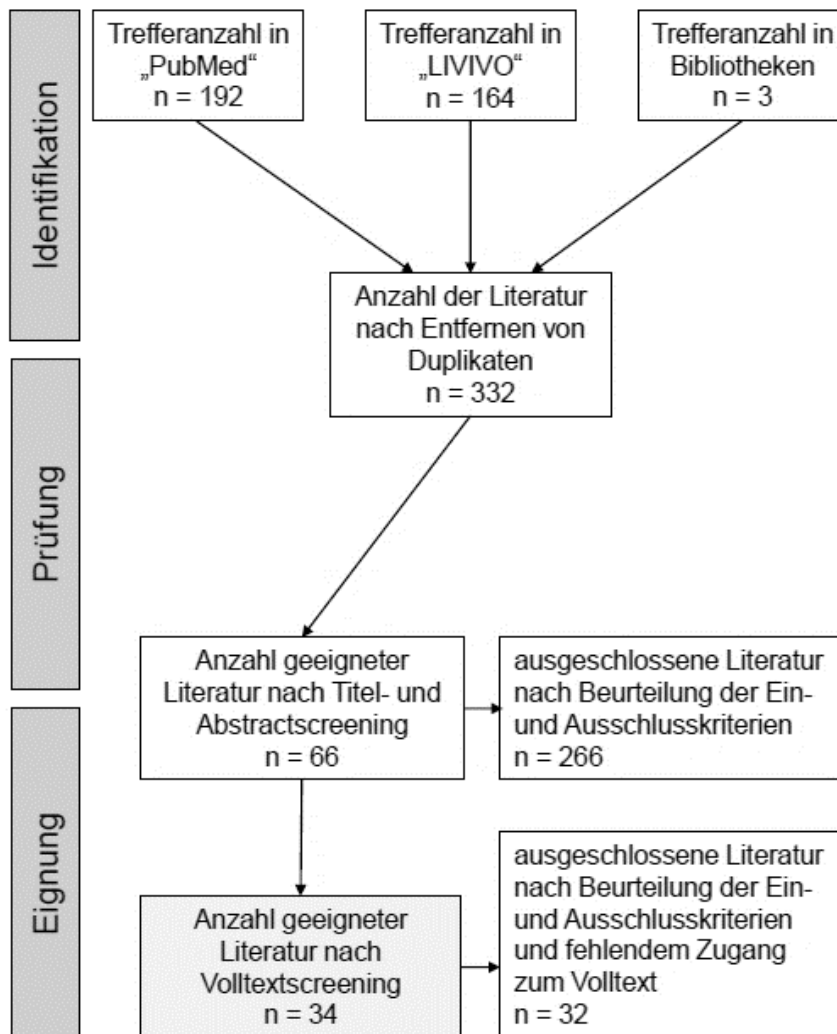 Identifikation
Trefferanzahl in
„PubMed“
n = 192
Trefferanzahl in
„LIVIVO“
n = 164
Trefferanzahl in
Bibliotheken
n = 3
Anzahl der Literatur
nach Entfernen von
Duplikaten
n = 332
Prüfung
Anzahl geeigneter
Literatur nach Titel- und
Abstractscreening
n = 66
ausgeschlossene Literatur
nach Beurteilung der Ein-
und Ausschlusskriterien
n = 266
Eignung
Anzahl geeigneter
Literatur nach
Volltextscreening
n = 34
ausgeschlossene Literatur
nach Beurteilung der Ein-
und Ausschlusskriterien
und fehlendem Zugang
zum Volltext
n = 32